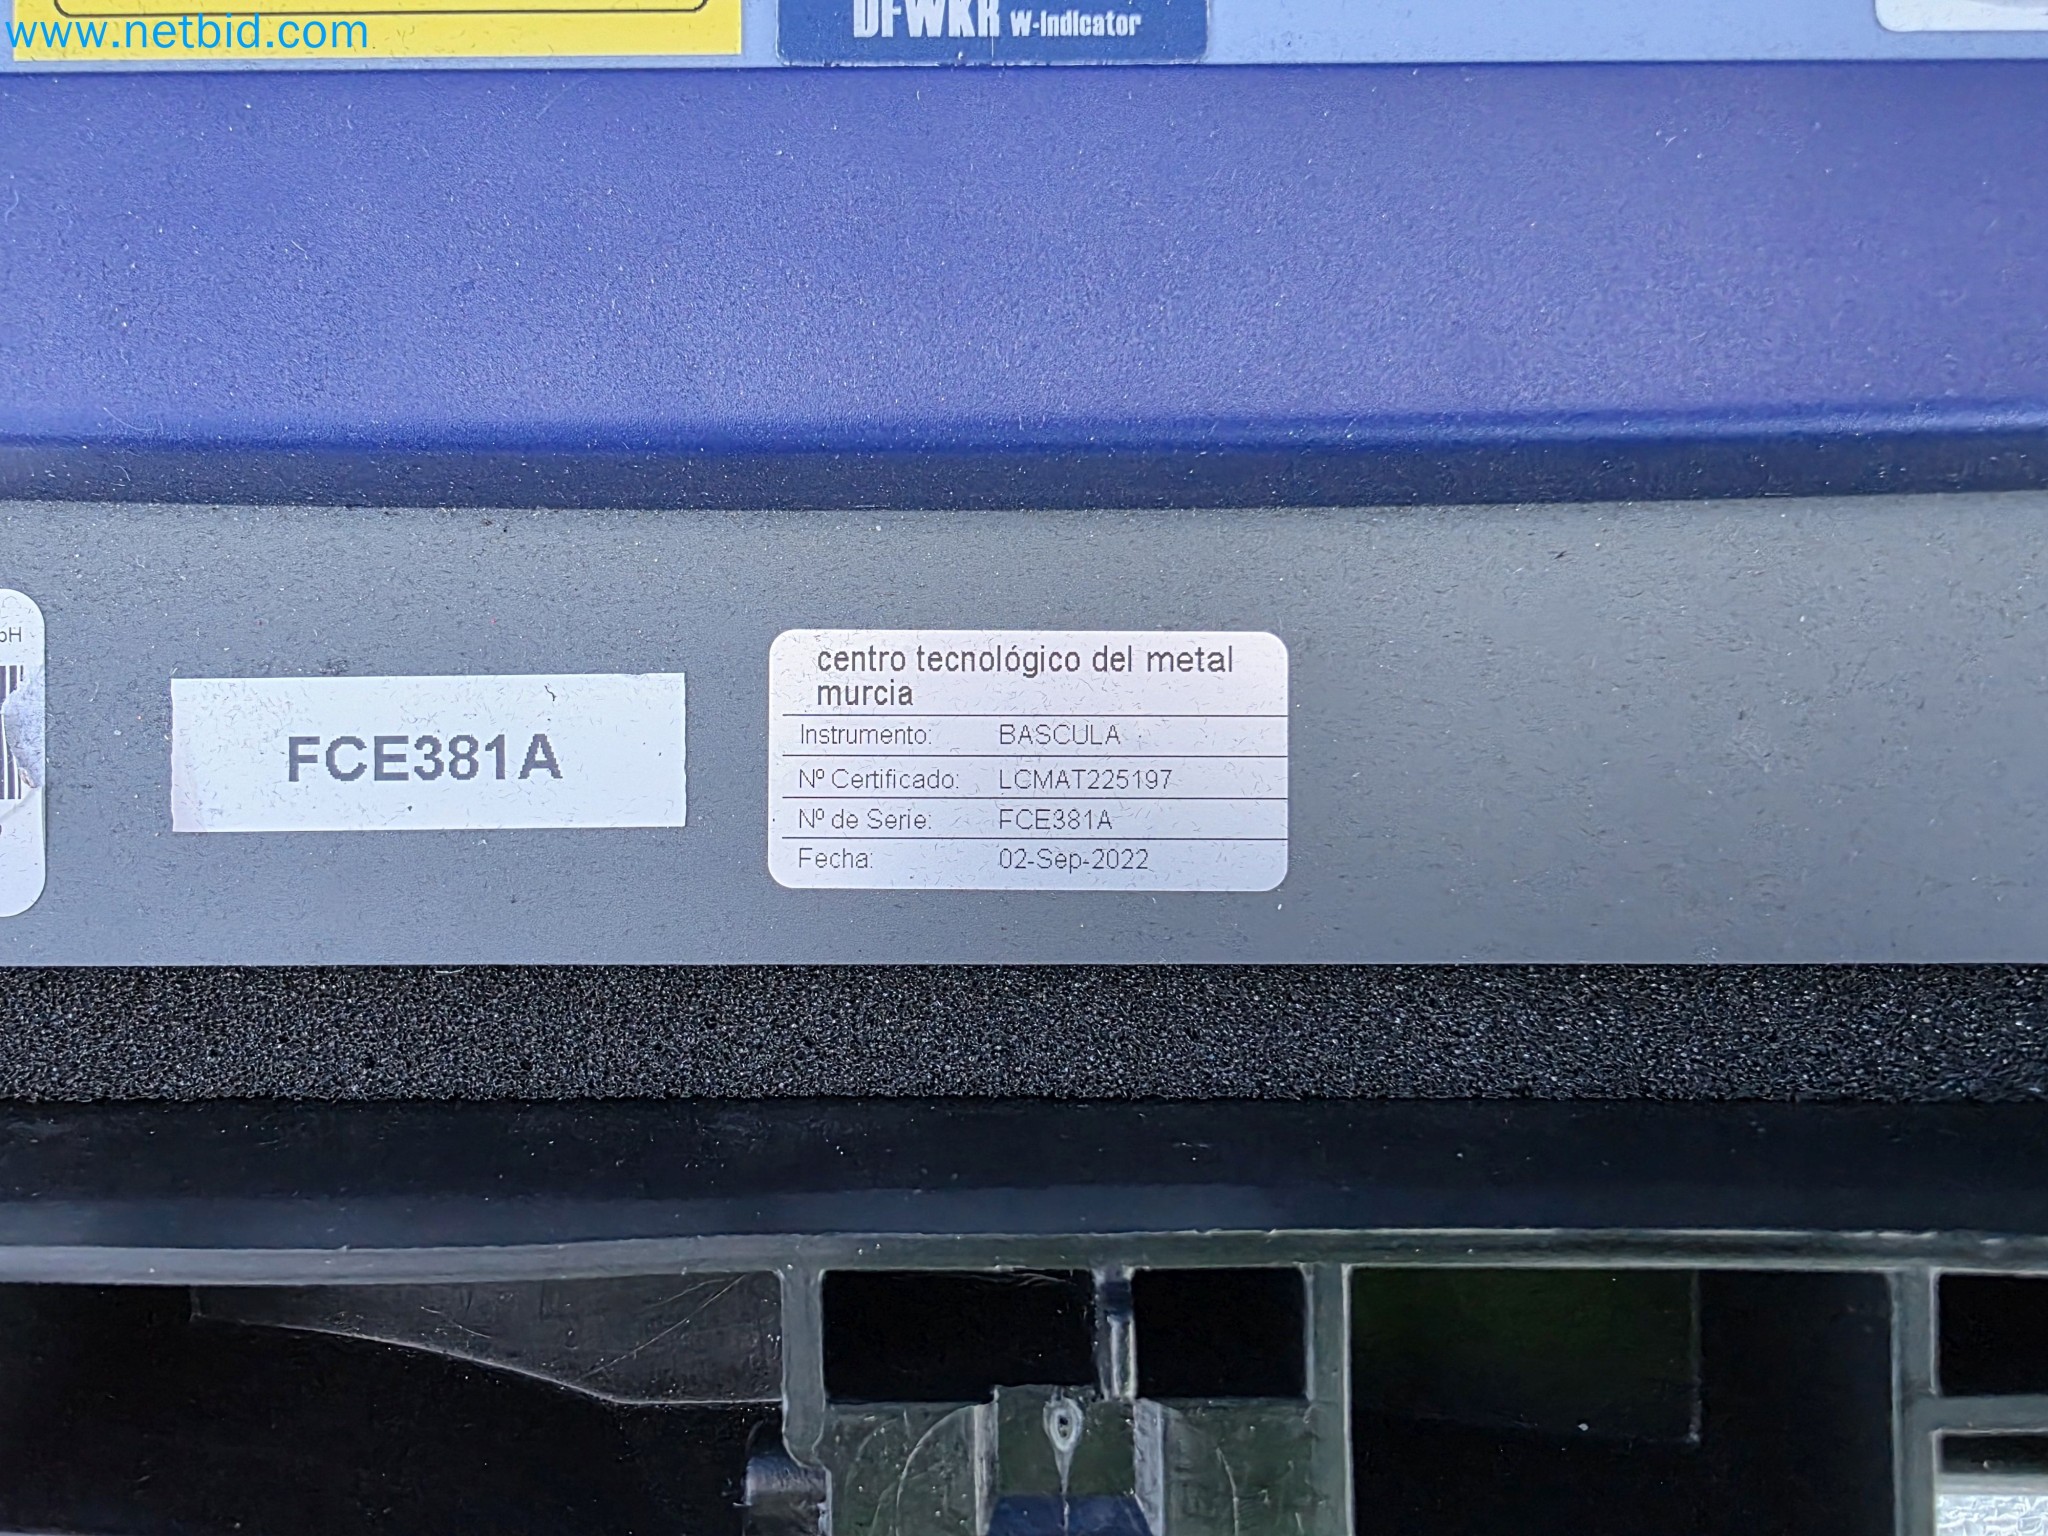 www.netbid.com
DFWKR W-Indicator
bH
centro tecnológico del metal
murcia
FCE381A
Instrumento: BASCULA
Nº Certificado: LCMAT225197
Nº de Serie: FCE381A
Fecha: 02-Sep-2022